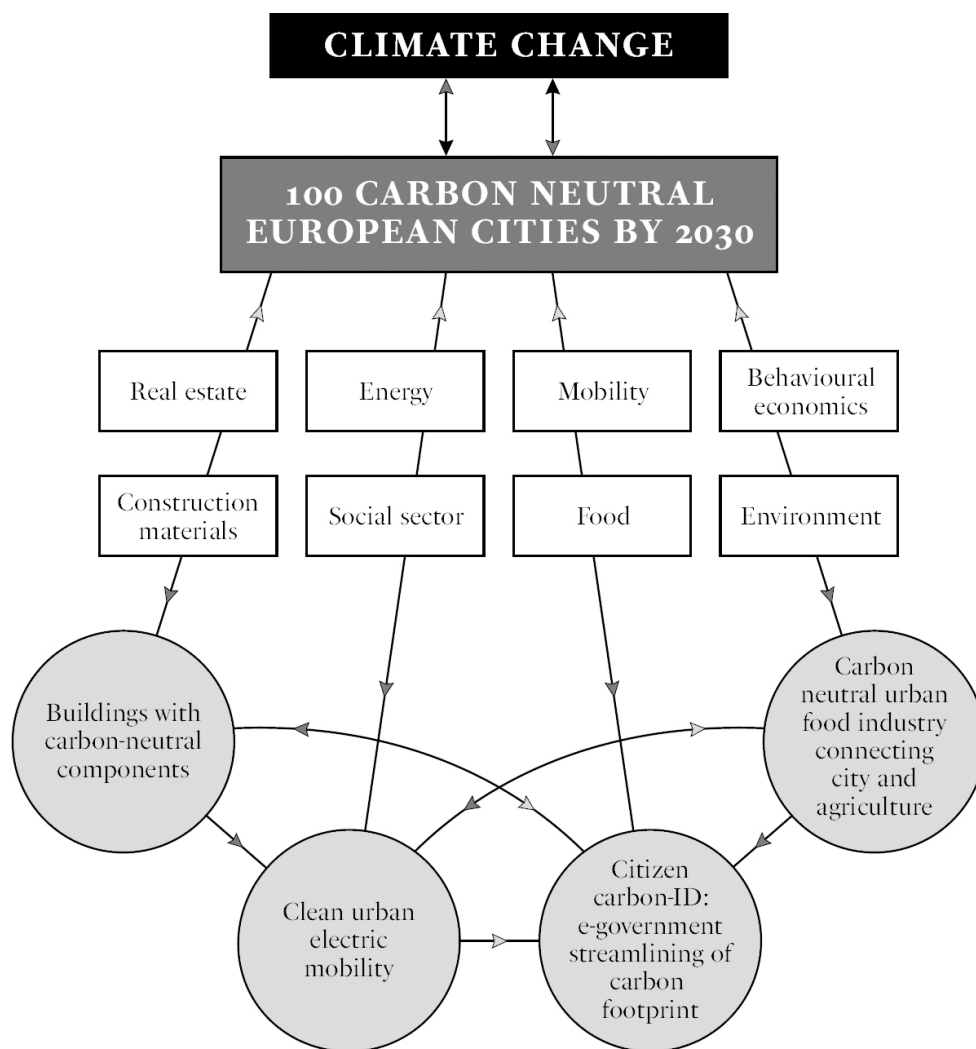 CLIMATE CHANGE
100 CARBON NEUTRAL
EUROPEAN CITIES BY 2030
Real estate
Energy
Mobility
Behavioural
economics
Construction
materials
Social sector
Food
Environment
Buildings with
carbon-neutral
components
Carbon
neutral urban
food industry
connecting
city and
agriculture
Clean urban
electric
mobility
Citizen
carbon-ID:
e-government
streamlining of
carbon
footprint